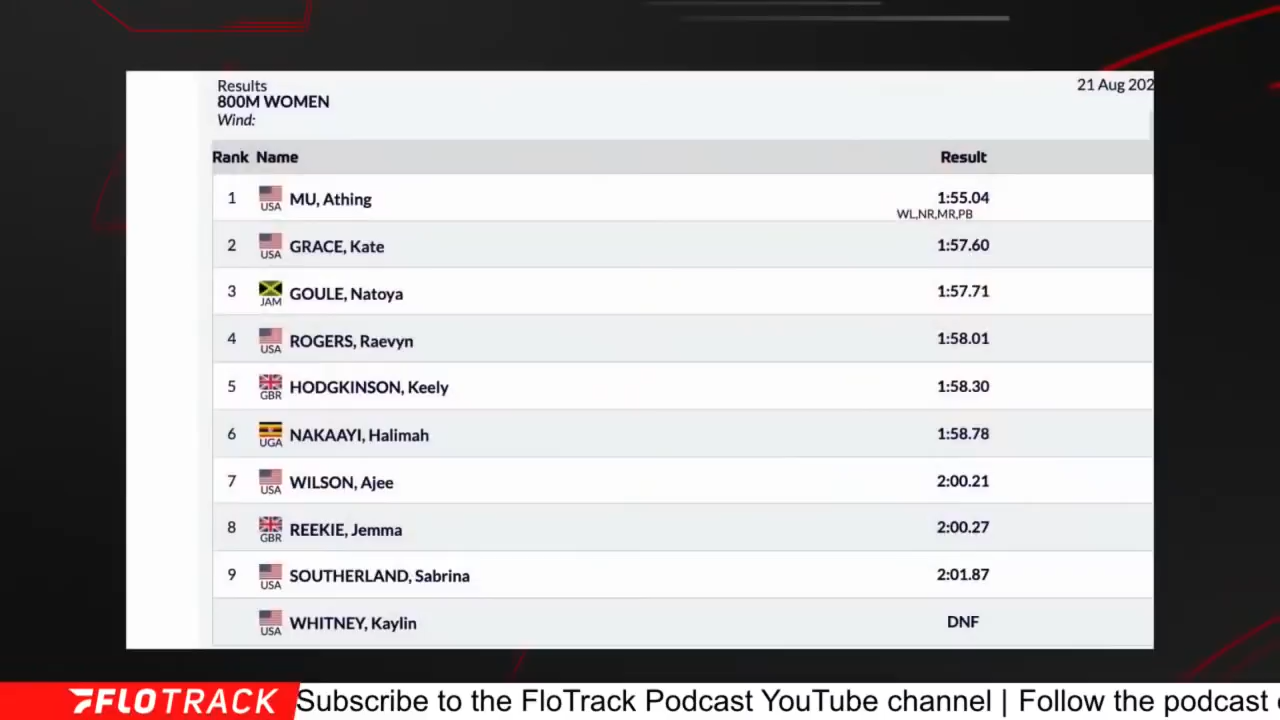 Results
21 Aug 202
800M WOMEN
Wind:
Rank Name Result
1 USA MU, Athing 1:55.04
WL,NR,MR,PB
2 USA GRACE, Kate 1:57.60
3 JAM GOULE, Natoya 1:57.71
4 USA ROGERS, Raevyn 1:58.01
5 GBR HODGKINSON, Keely 1:58.30
6 UGA NAKAAYI, Halimah 1:58.78
7 USA WILSON, Ajee 2:00.21
8 GBR REEKIE, Jemma 2:00.27
9 USA SOUTHERLAND, Sabrina 2:01.87
USA WHITNEY, Kaylin DNF
FLOTRACK Subscribe to the FloTrack Podcast YouTube channel | Follow the podcast